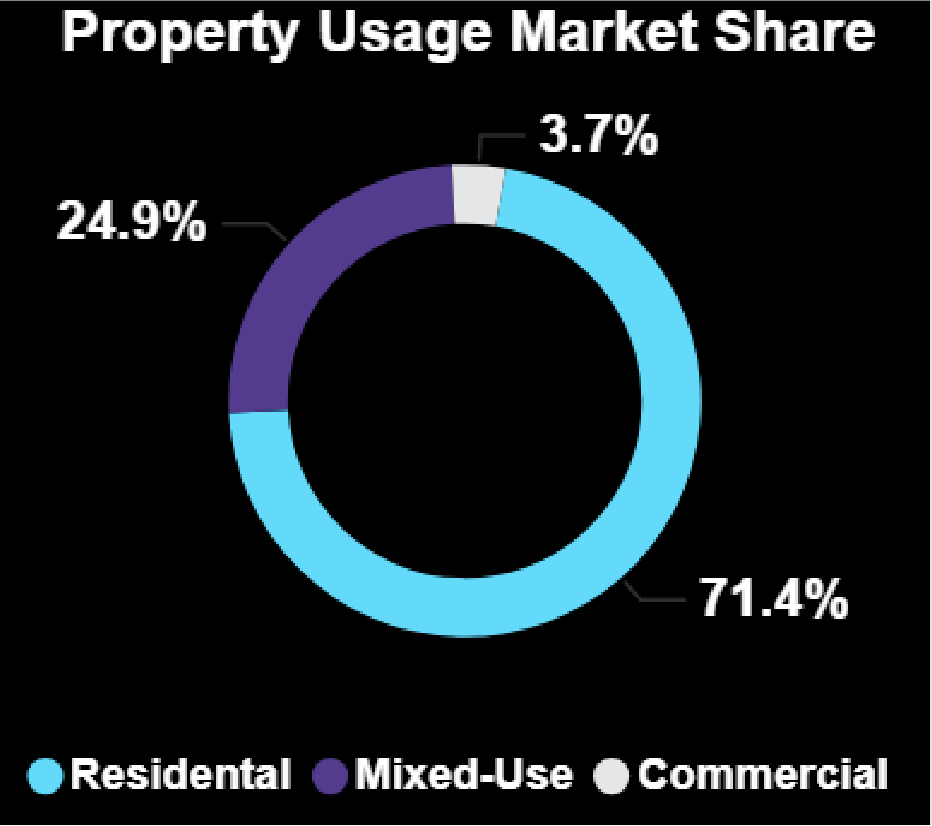 Property Usage Market Share
3.7%
24.9%
71.4%
Residental Mixed-Use Commercial